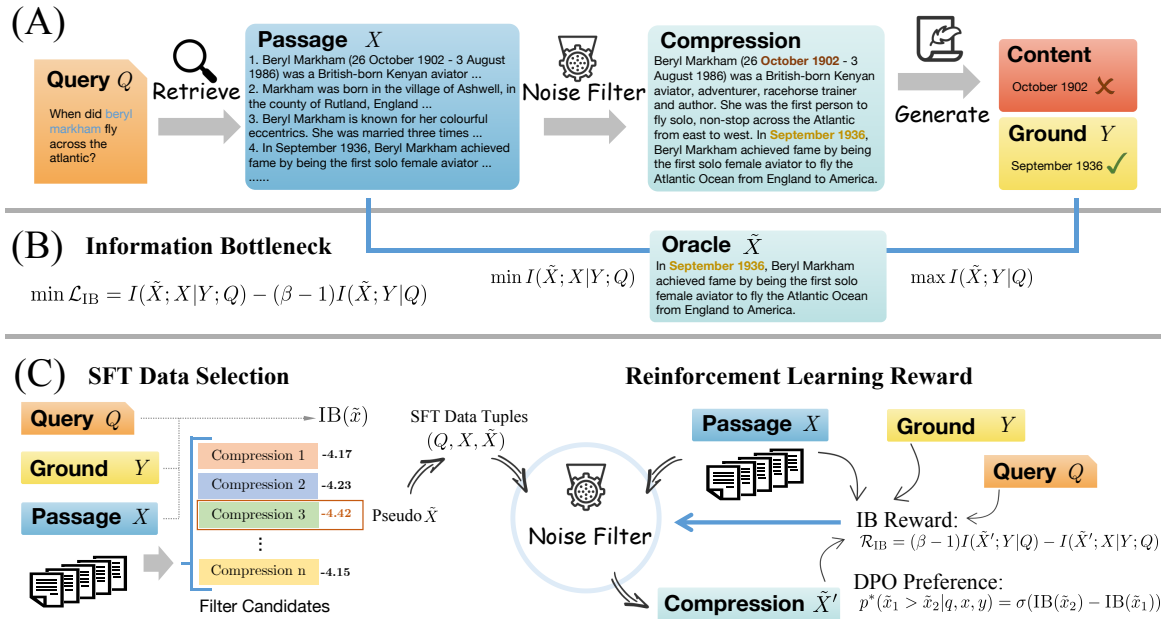 (A)
Query Q
When did beryl
markham fly
across the
atlantic?
Retrieve
Passage X
1. Beryl Markham (26 October 1902 - 3 August
1986) was a British-born Kenyan aviator ...
2. Markham was born in the village of Ashwell, in
the county of Rutland, England ...
3. Beryl Markham is known for her colourful
eccentrics. She was married three times ...
4. In September 1936, Beryl Markham achieved
fame by being the first solo female aviator ...
......
Noise Filter
Compression
Beryl Markham (26 October 1902 - 3
August 1986) was a British-born Kenyan
aviator, adventurer, racehorse trainer
and author. She was the first person to
fly solo, non-stop across the Atlantic
from east to west. In September 1936,
Beryl Markham achieved fame by being
the first solo female aviator to fly the
Atlantic Ocean from England to America.
Generate
Content
October 1902 ✗
Ground Y
September 1936 ✓
(B) Information Bottleneck
min 𝓛_IB = I(X̃; X|Y; Q) − (β − 1)I(X̃; Y|Q)
min I(X̃; X|Y; Q)
Oracle X̃
In September 1936, Beryl Markham
achieved fame by being the first solo
female aviator to fly the Atlantic Ocean
from England to America.
max I(X̃; Y|Q)
(C) SFT Data Selection
Query Q
Ground Y
Passage X
IB(x̃)
Compression 1 -4.17
Compression 2 -4.23
Compression 3 -4.42
⋮
Compression n -4.15
Filter Candidates
Pseudo X̃
SFT Data Tuples
(Q, X, X̃)
Reinforcement Learning Reward
Passage X
Ground Y
Query Q
Noise Filter
IB Reward:
𝓡_IB = (β − 1)I(X̃′; Y|Q) − I(X̃′; X|Y; Q)
Compression X̃′
DPO Preference:
p*(x̃₁ > x̃₂|q, x, y) = σ(IB(x̃₂) − IB(x̃₁))